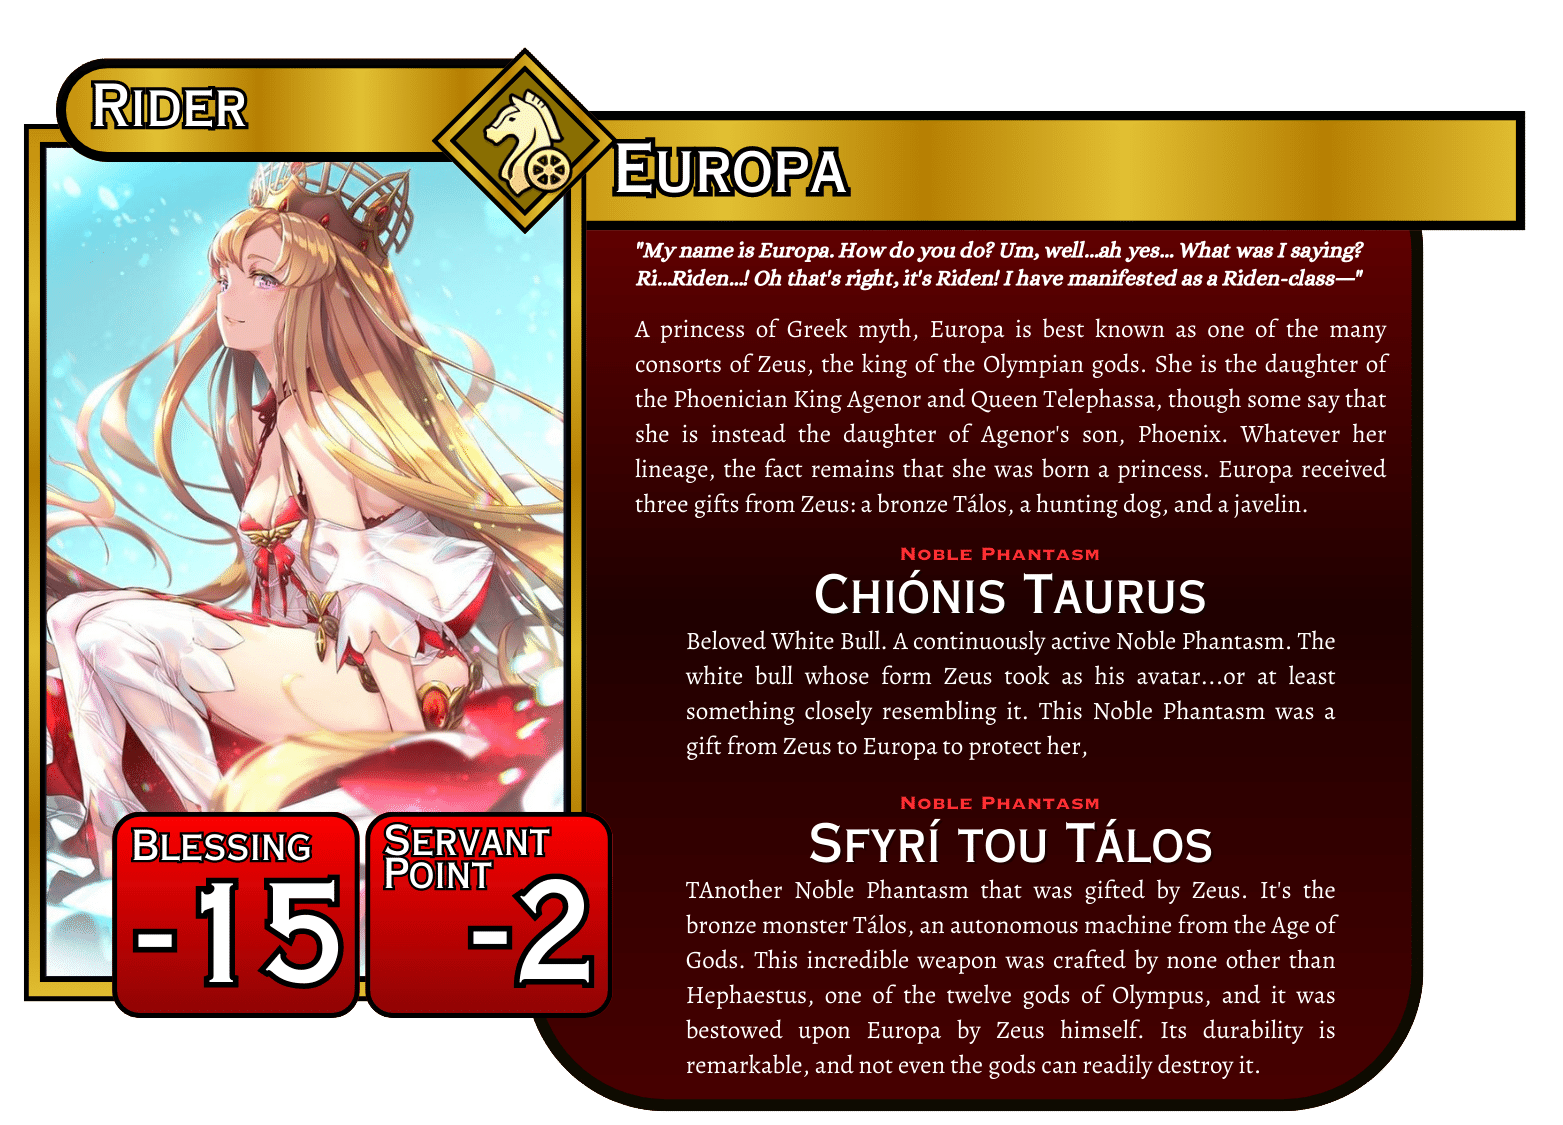 RIDER
EUROPA
"My name is Europa. How do you do? Um, well...ah yes... What was I saying?
Ri...Riden...! Oh that's right, it's Riden! I have manifested as a Riden-class—"
A princess of Greek myth, Europa is best known as one of the many
consorts of Zeus, the king of the Olympian gods. She is the daughter of
the Phoenician King Agenor and Queen Telephassa, though some say that
she is instead the daughter of Agenor's son, Phoenix. Whatever her
lineage, the fact remains that she was born a princess. Europa received
three gifts from Zeus: a bronze Tálos, a hunting dog, and a javelin.
NOBLE PHANTASM
CHIÓNIS TAURUS
Beloved White Bull. A continuously active Noble Phantasm. The
white bull whose form Zeus took as his avatar...or at least
something closely resembling it. This Noble Phantasm was a
gift from Zeus to Europa to protect her,
NOBLE PHANTASM
SFYRÍ TOU TÁLOS
TAnother Noble Phantasm that was gifted by Zeus. It's the
bronze monster Tálos, an autonomous machine from the Age of
Gods. This incredible weapon was crafted by none other than
Hephaestus, one of the twelve gods of Olympus, and it was
bestowed upon Europa by Zeus himself. Its durability is
remarkable, and not even the gods can readily destroy it.
BLESSING
-15
SERVANT
POINT
-2